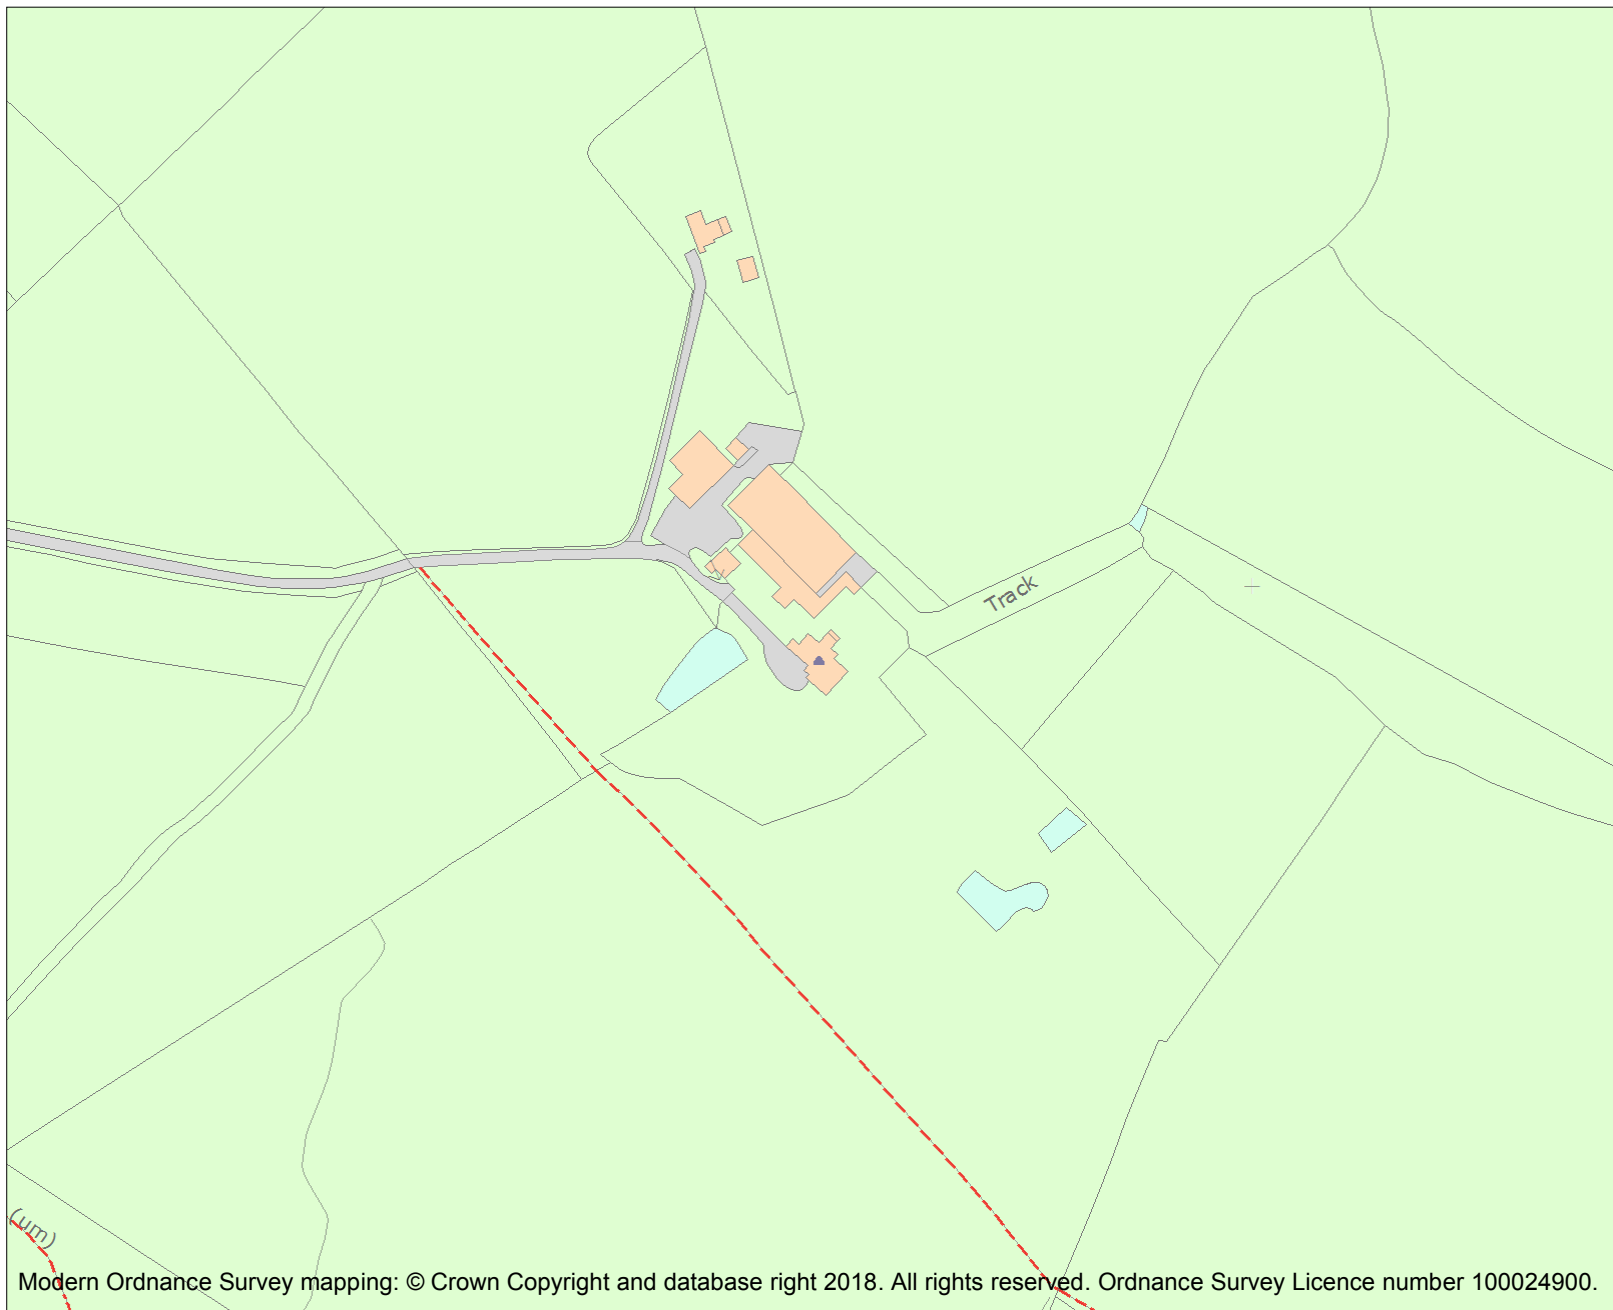 Track
(um)
Modern Ordnance Survey mapping: © Crown Copyright and database right 2018. All rights reserved. Ordnance Survey Licence number 100024900.